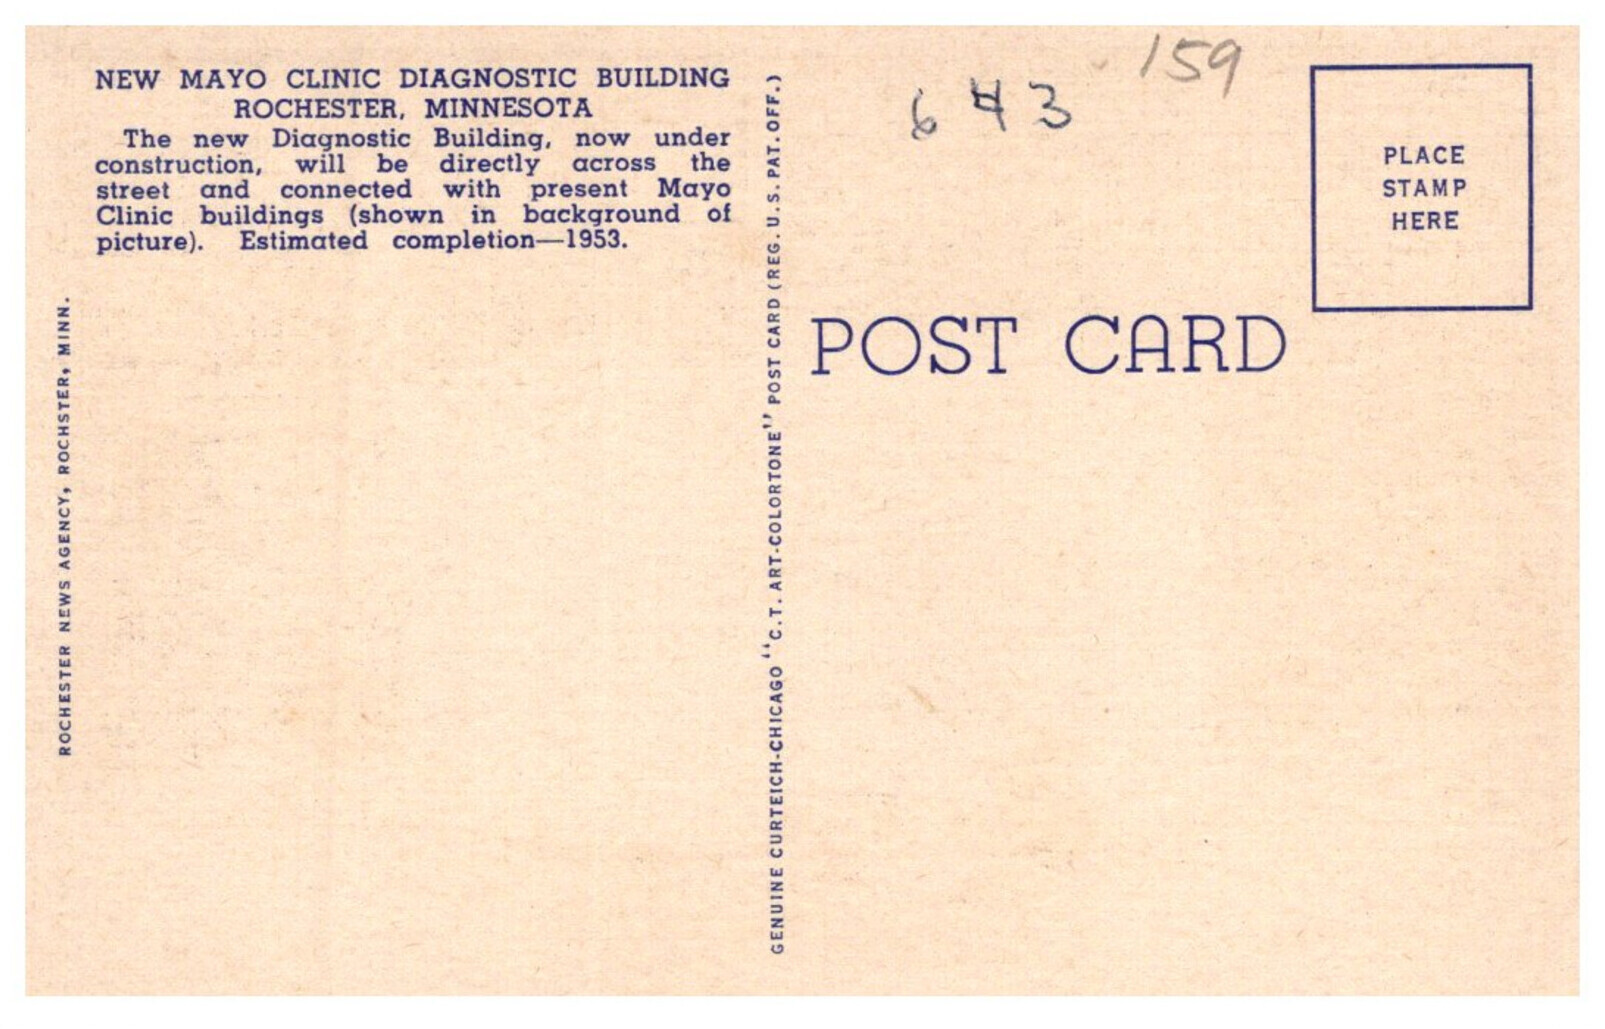 NEW MAYO CLINIC DIAGNOSTIC BUILDING
ROCHESTER, MINNESOTA
The new Diagnostic Building, now under
construction, will be directly across the
street and connected with present Mayo
Clinic buildings (shown in background of
picture). Estimated completion—1953.
ROCHESTER NEWS AGENCY, ROCHSTER, MINN.
GENUINE CURTEICH-CHICAGO "C.T. ART-COLORTONE" POST CARD (REG. U.S. PAT. OFF.)
643
159
PLACE
STAMP
HERE
POST CARD